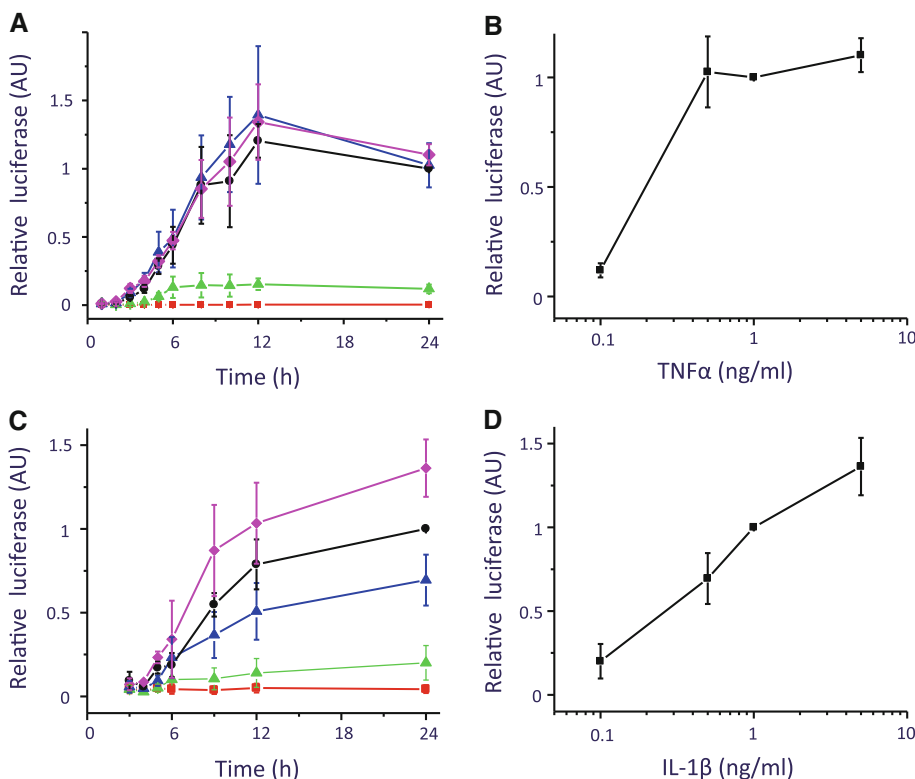 A
Relative luciferase (AU)
1.5
1
0.5
0
0 6 12 18 24
Time (h)
B
Relative luciferase (AU)
1
0.5
0
0.1 1 10
TNFα (ng/ml)
C
Relative luciferase (AU)
1.5
1
0.5
0
0 6 12 18 24
Time (h)
D
Relative luciferase (AU)
1.5
1
0.5
0
0.1 1 10
IL-1β (ng/ml)